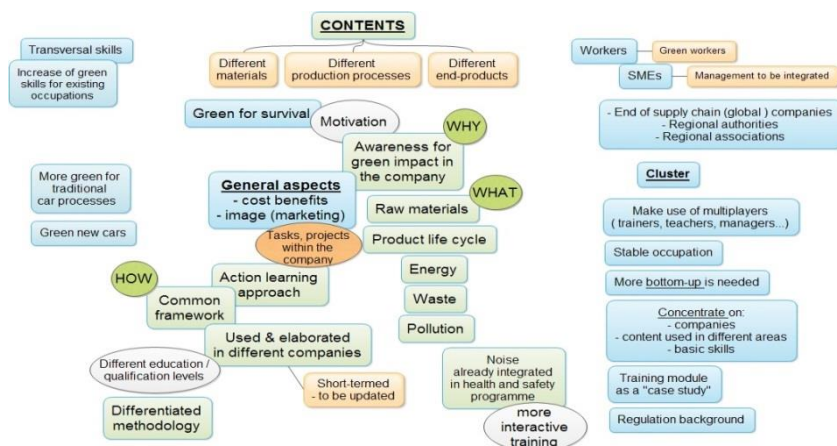 CONTENTS
Different
materials
Different
production processes
Different
end-products
Transversal skills
Increase of green
skills for existing
occupations
More green for
traditional
car processes
Green new cars
Green for survival
Motivation
WHY
Awareness for
green impact in
the company
General aspects
- cost benefits
- image (marketing)
WHAT
Raw materials
Tasks, projects
within the
company
Product life cycle
Energy
Waste
Pollution
HOW
Action learning
approach
Common
framework
Used & elaborated
in different companies
Different education /
qualification levels
Short-termed
- to be updated
Differentiated
methodology
Noise
already integrated
in health and safety
programme
more
interactive
training
Workers
Green workers
SMEs
Management to be integrated
- End of supply chain (global ) companies
- Regional authorities
- Regional associations
Cluster
Make use of multiplayers
( trainers, teachers, managers...)
Stable occupation
More bottom-up is needed
Concentrate on:
- companies
- content used in different areas
- basic skills
Training module
as a "case study"
Regulation background